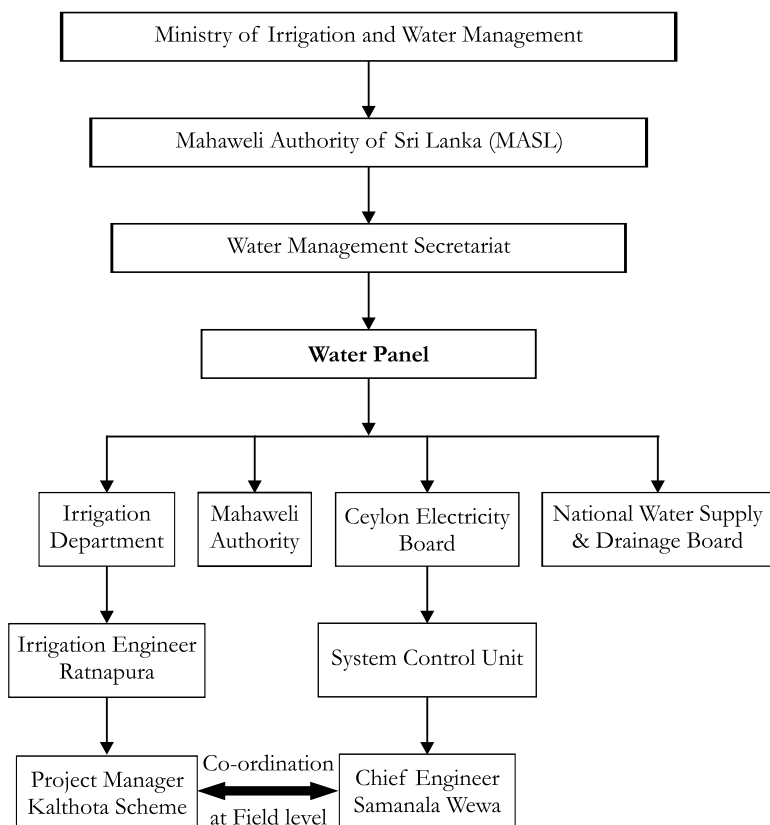 Ministry of Irrigation and Water Management
Mahaweli Authority of Sri Lanka (MASL)
Water Management Secretariat
Water Panel
Irrigation
Department
Mahaweli
Authority
Ceylon Electricity
Board
National Water Supply
& Drainage Board
Irrigation Engineer
Ratnapura
System Control Unit
Project Manager
Kalthota Scheme
Co-ordination
at Field level
Chief Engineer
Samanala Wewa